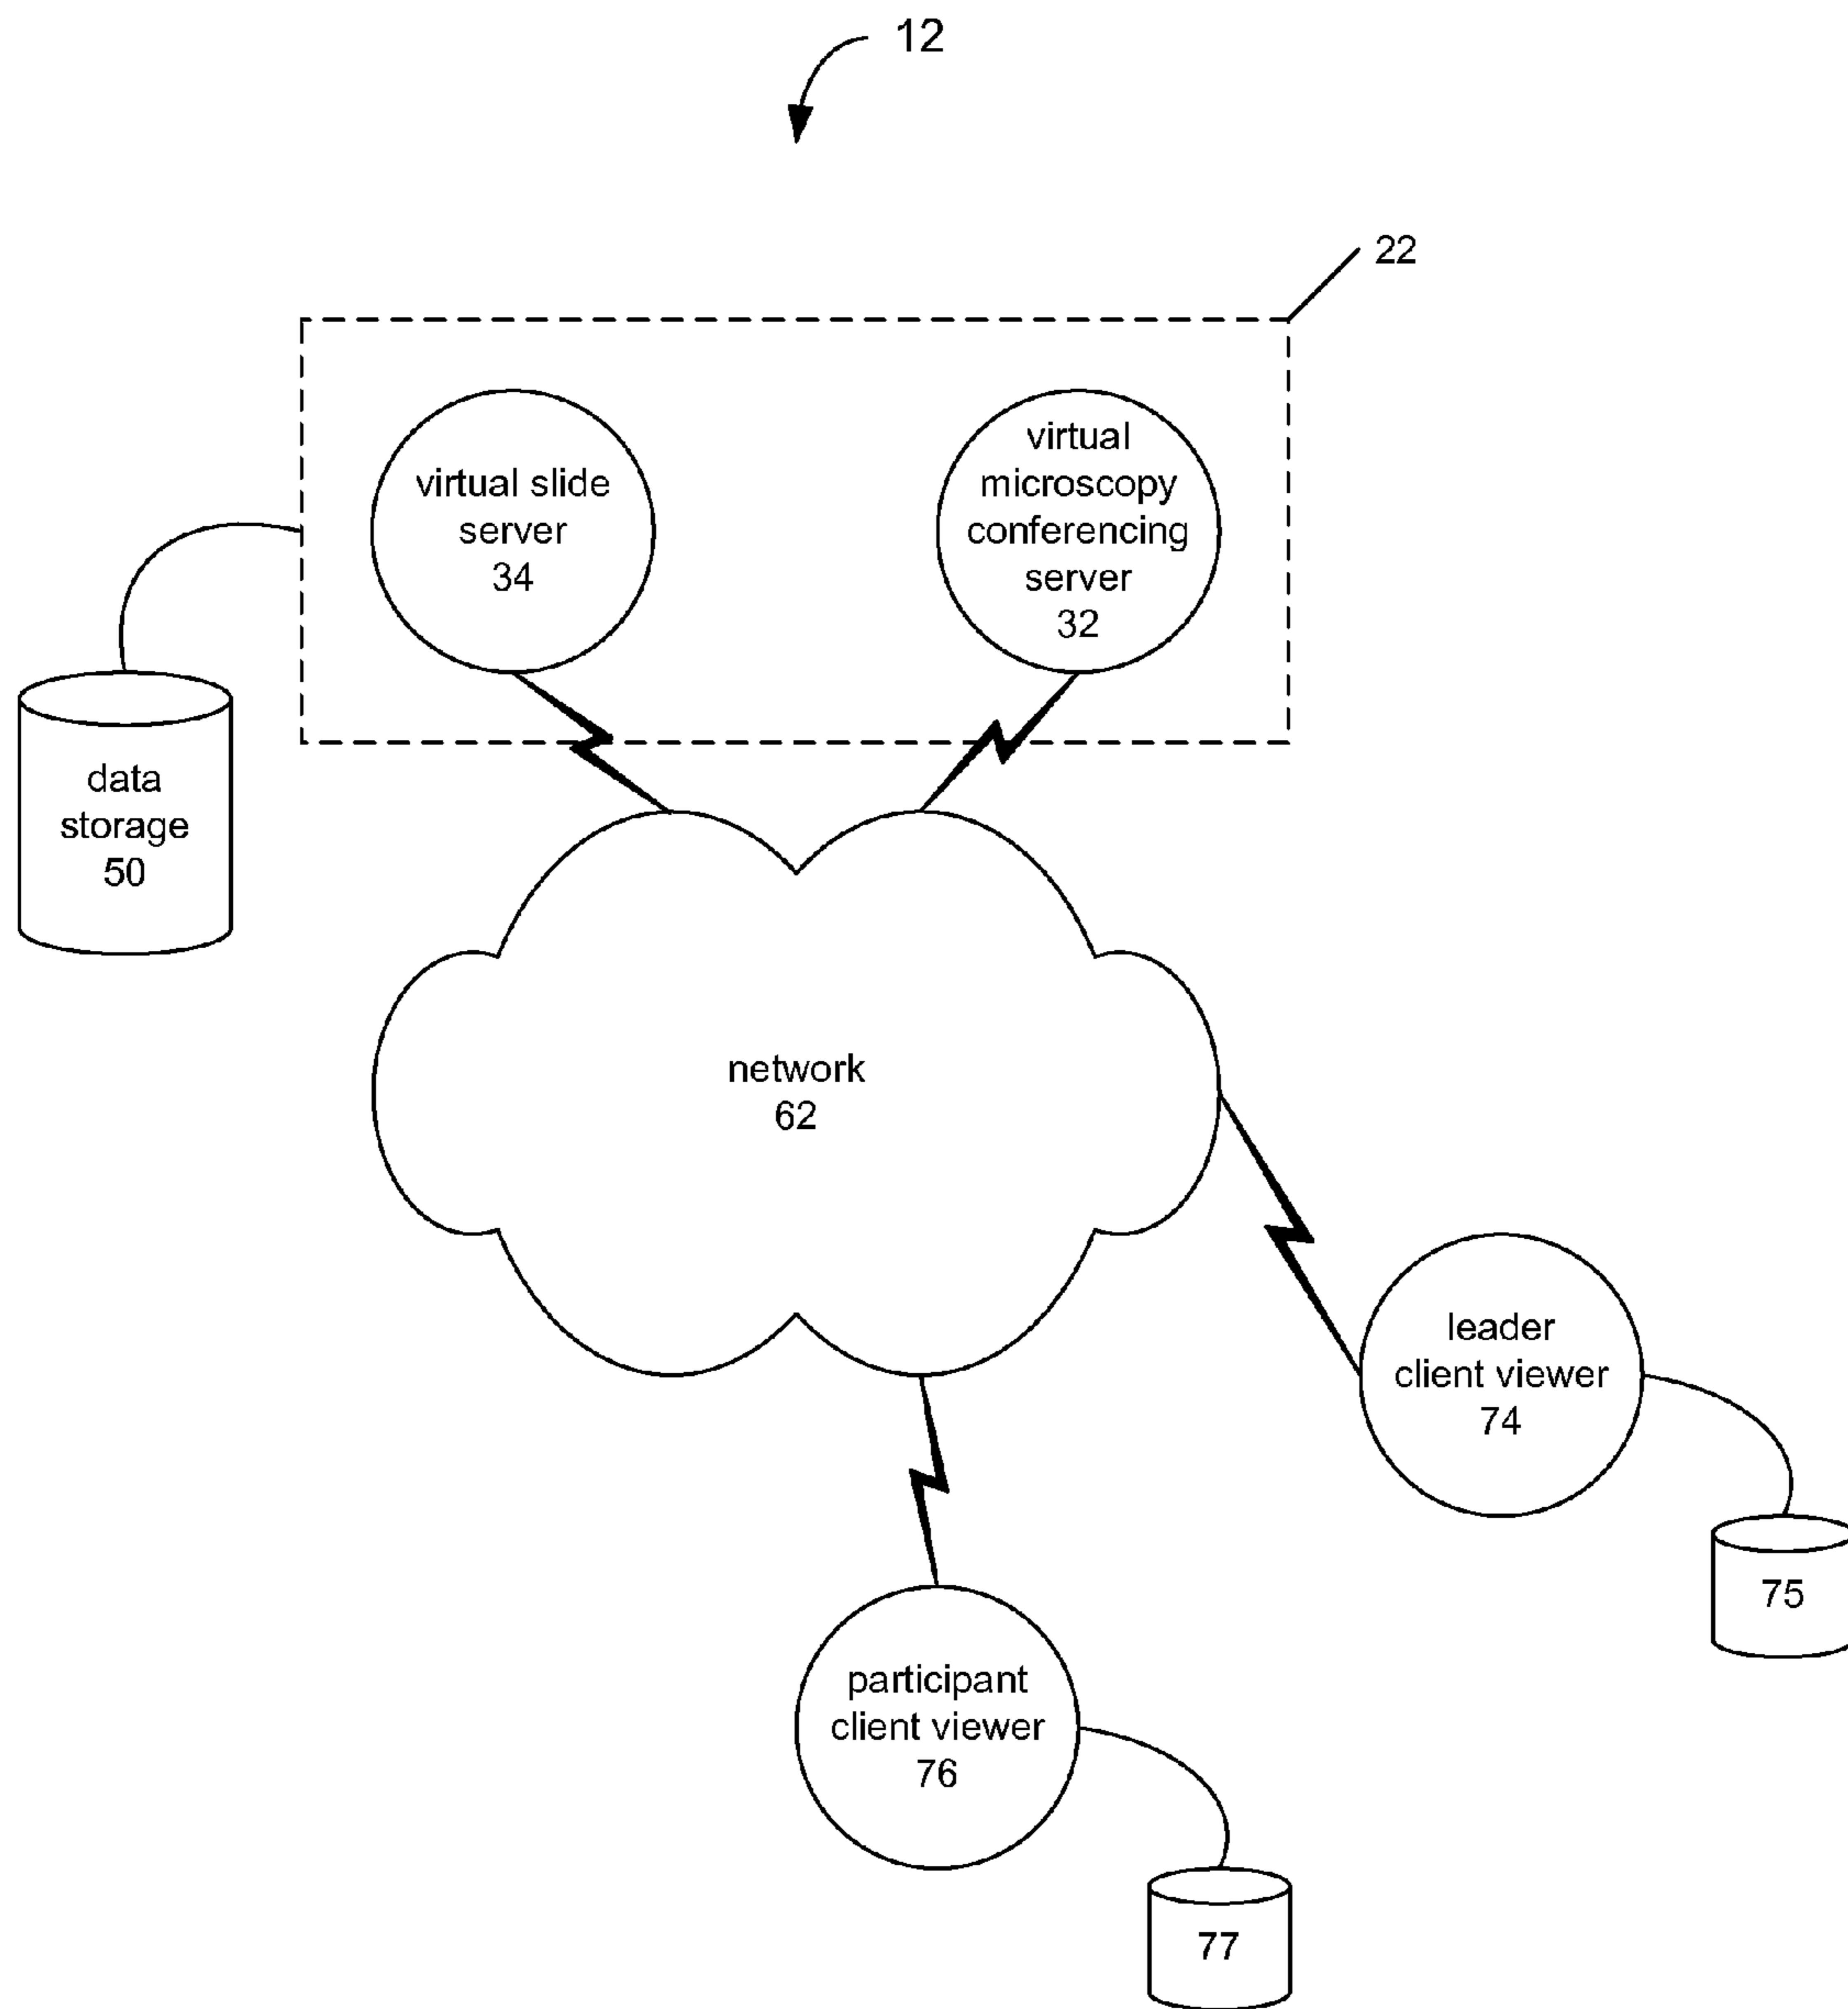 12
22
virtual slide
server
34
virtual
microscopy
conferencing
server
32
data
storage
50
network
62
leader
client viewer
74
75
participant
client viewer
76
77